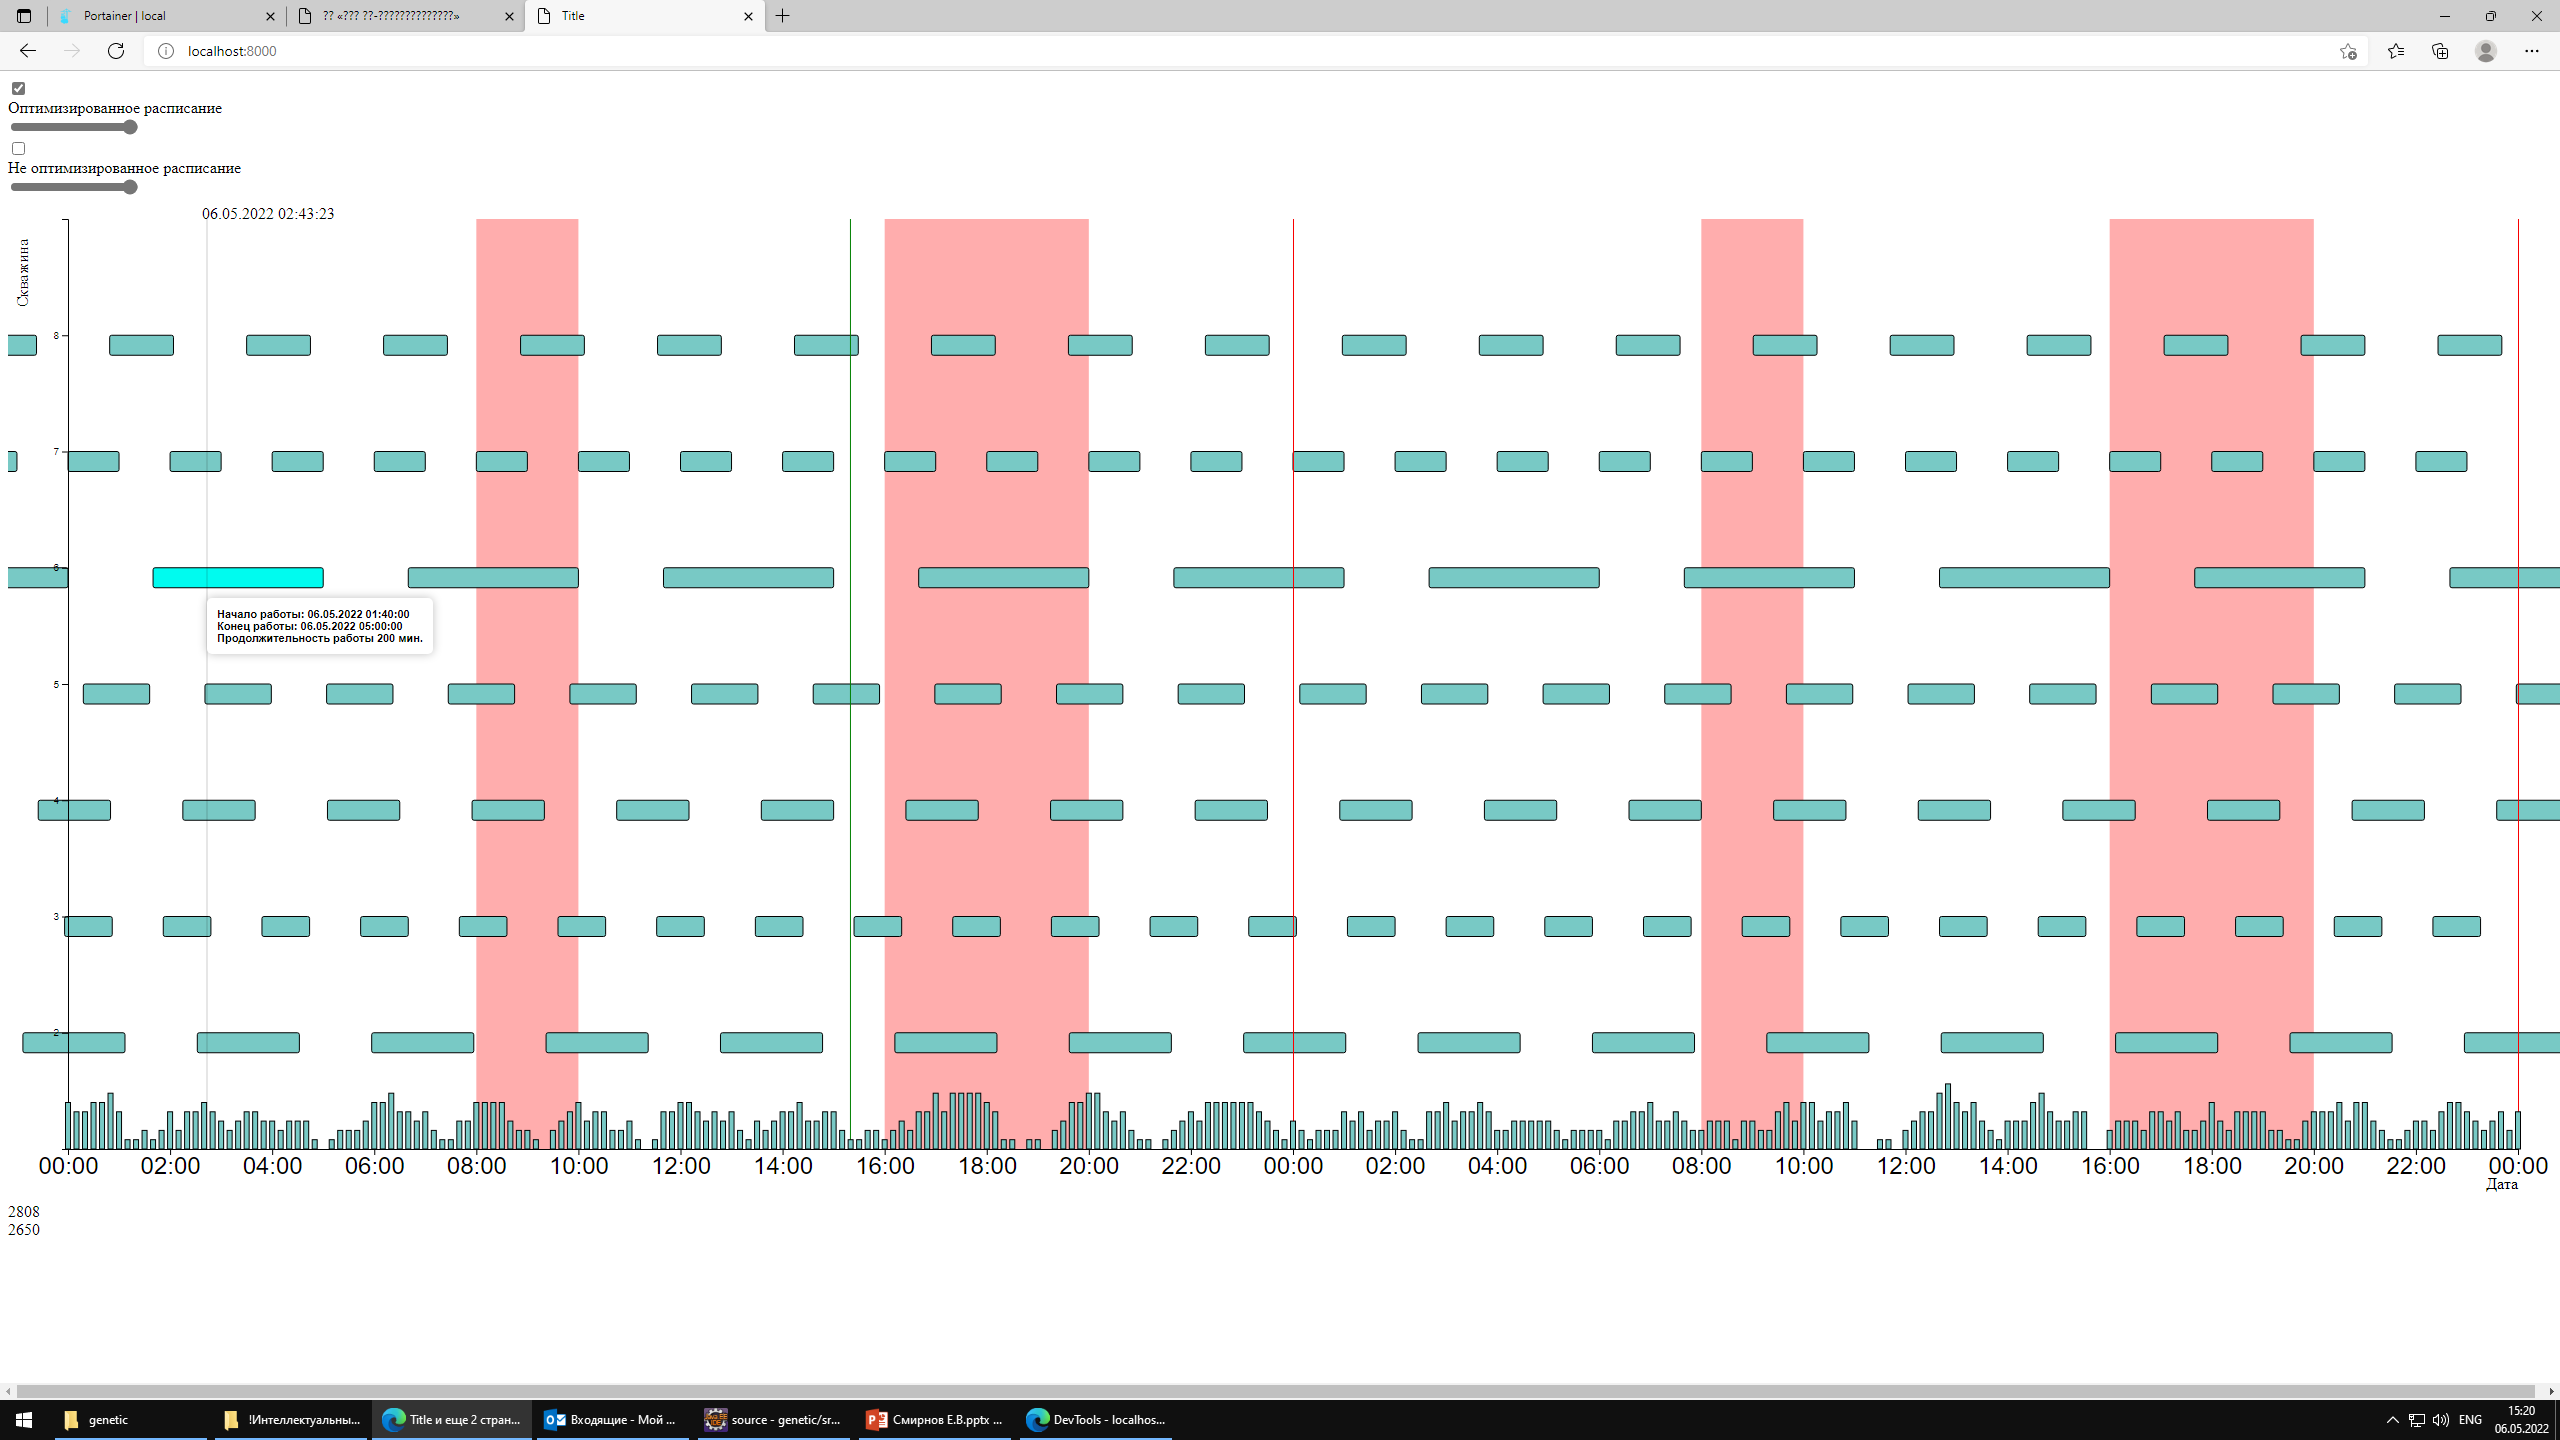 Portainer | local
?? «??? ??-??????????????»
Title
localhost:8000
Оптимизированное расписание
Не оптимизированное расписание
06.05.2022 02:43:23
Скважина
8
7
6
Начало работы: 06.05.2022 01:40:00
Конец работы: 06.05.2022 05:00:00
Продолжительность работы 200 мин.
5
4
3
2
00:00 02:00 04:00 06:00 08:00 10:00 12:00 14:00 16:00 18:00 20:00 22:00 00:00 02:00 04:00 06:00 08:00 10:00 12:00 14:00 16:00 18:00 20:00 22:00 00:00
Дата
2808
2650
genetic
!Интеллектуальны...
Title и еще 2 стран...
Входящие - Мой ...
source - genetic/sr...
Смирнов Е.В.pptx ...
DevTools - localhos...
ENG
15:20
06.05.2022